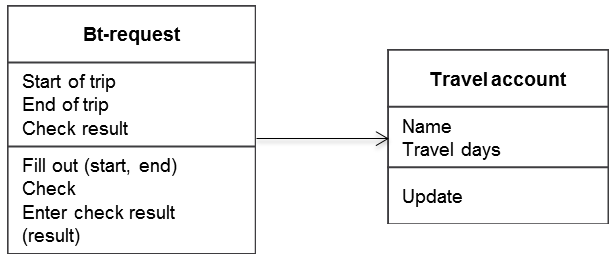 Bt-request
Start of trip
End of trip
Check result
Fill out (start, end)
Check
Enter check result
(result)
Travel account
Name
Travel days
Update